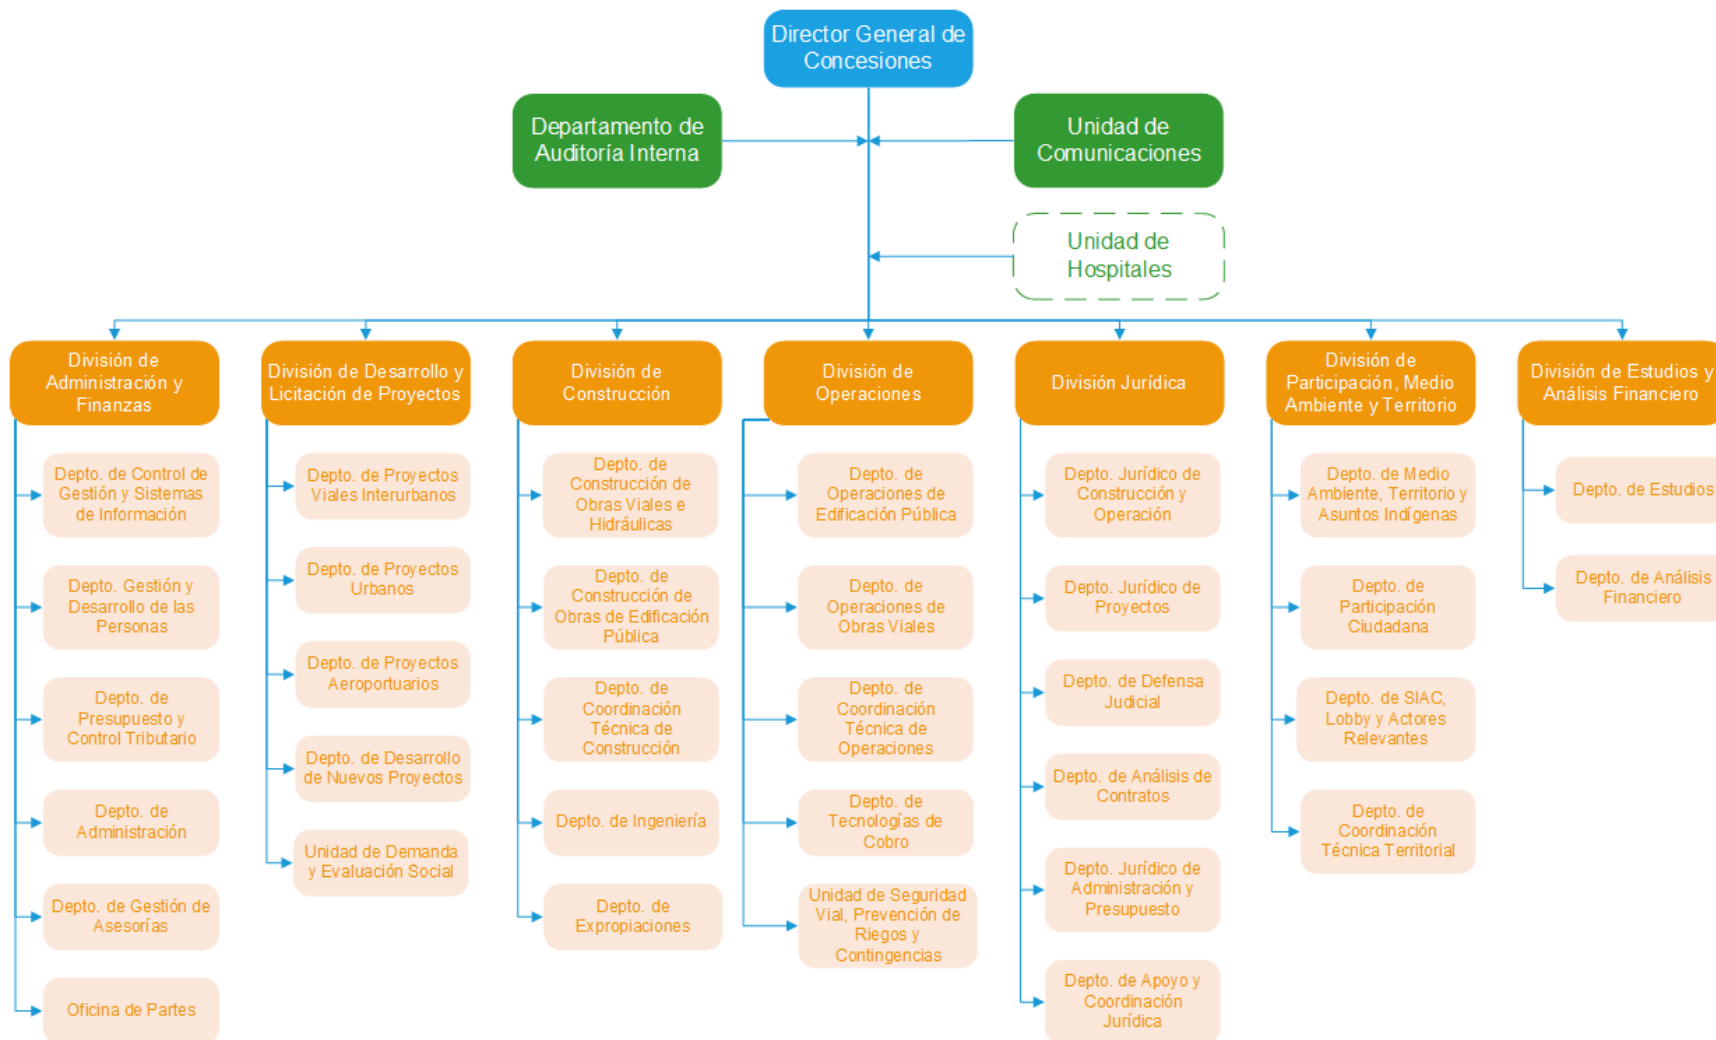 Director General de
Concesiones
Departamento de
Auditoría Interna
Unidad de
Comunicaciones
Unidad de
Hospitales
División de
Administración y
Finanzas
División de Desarrollo y
Licitación de Proyectos
División de
Construcción
División de
Operaciones
División Jurídica
División de
Participación, Medio
Ambiente y Territorio
División de Estudios y
Análisis Financiero
Depto. de Control de
Gestión y Sistemas
de Información
Depto. Gestión y
Desarrollo de las
Personas
Depto. de
Presupuesto y
Control Tributario
Depto. de
Administración
Depto. de Gestión de
Asesorías
Oficina de Partes
Depto. de Proyectos
Viales Interurbanos
Depto. de Proyectos
Urbanos
Depto. de Proyectos
Aeroportuarios
Depto. de Desarrollo
de Nuevos Proyectos
Unidad de Demanda
y Evaluación Social
Depto. de
Construcción de
Obras Viales e
Hidráulicas
Depto. de
Construcción de
Obras de Edificación
Pública
Depto. de
Coordinación
Técnica de
Construcción
Depto. de Ingeniería
Depto. de
Expropiaciones
Depto. de
Operaciones de
Edificación Pública
Depto. de
Operaciones de
Obras Viales
Depto. de
Coordinación
Técnica de
Operaciones
Depto. de
Tecnologías de
Cobro
Unidad de Seguridad
Vial, Prevención de
Riegos y
Contingencias
Depto. Jurídico de
Construcción y
Operación
Depto. Jurídico de
Proyectos
Depto. de Defensa
Judicial
Depto. de Análisis de
Contratos
Depto. Jurídico de
Administración y
Presupuesto
Depto. de Apoyo y
Coordinación
Jurídica
Depto. de Medio
Ambiente, Territorio y
Asuntos Indígenas
Depto. de
Participación
Ciudadana
Depto. de SIAC,
Lobby y Actores
Relevantes
Depto. de
Coordinación
Técnica Territorial
Depto. de Estudios
Depto. de Análisis
Financiero